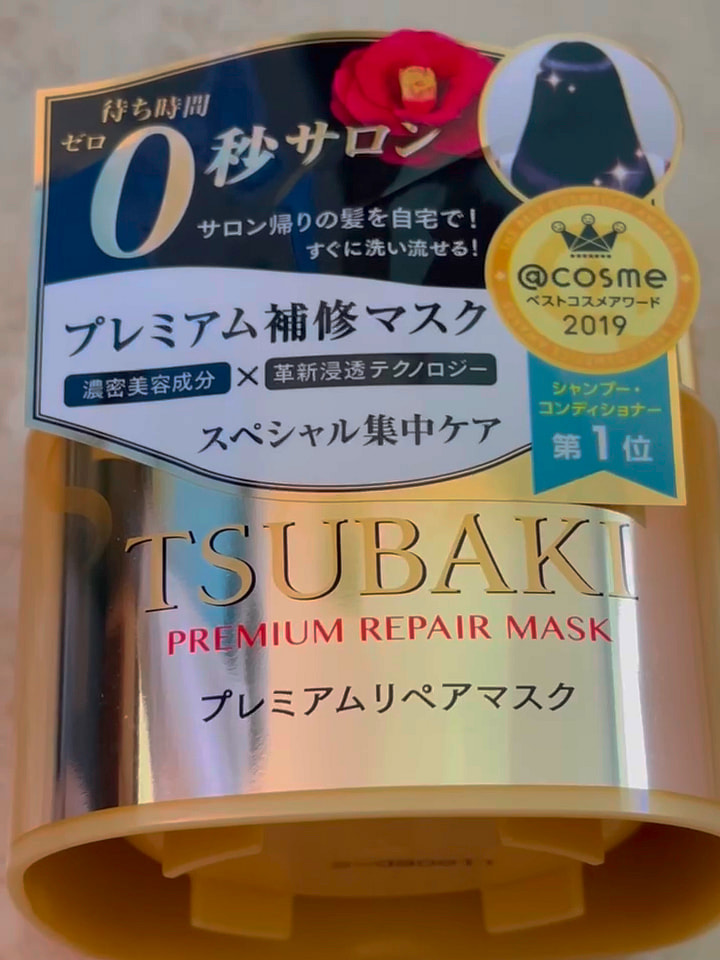 待ち時間
ゼロ
0秒サロン
サロン帰りの髪を自宅で！
すぐに洗い流せる！
プレミアム補修マスク
濃密美容成分×革新浸透テクノロジー
スペシャル集中ケア
@cosme
ベストコスメアワード
2019
シャンプー・
コンディショナー
第1位
TSUBAKI
PREMIUM REPAIR MASK
プレミアムリペアマスク